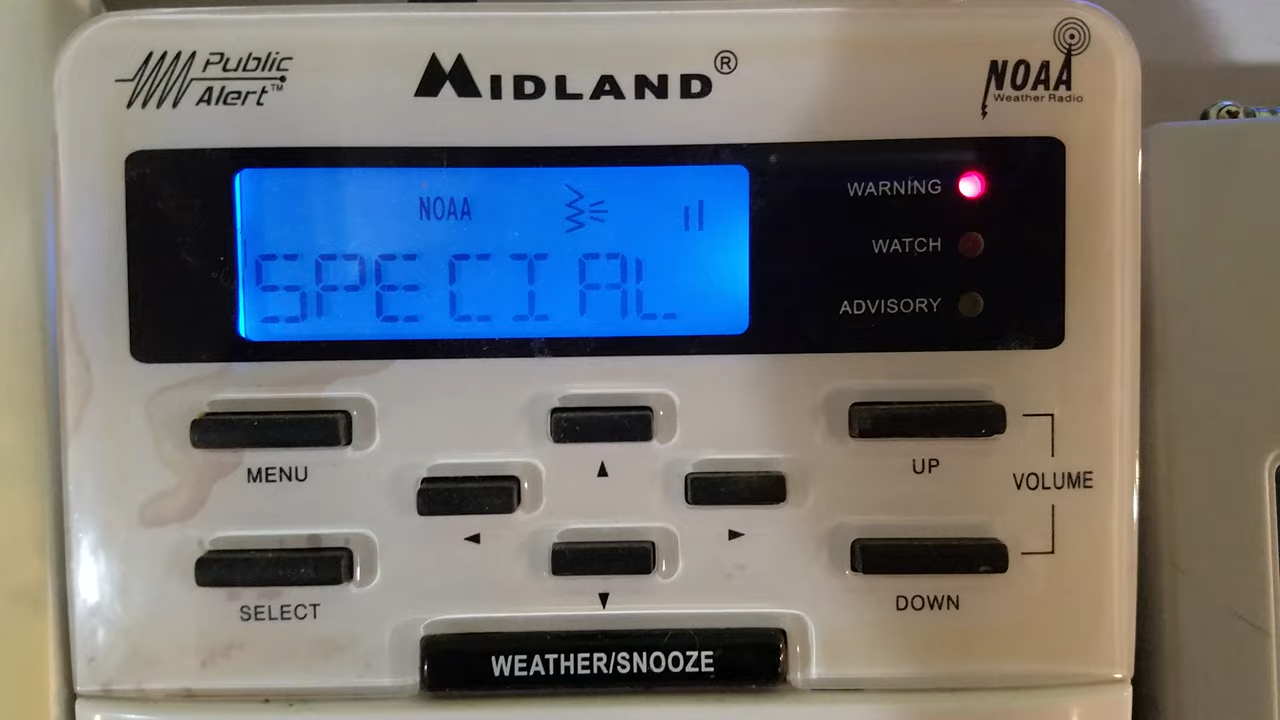 Public
Alert™
MIDLAND®
NOAA
Weather Radio
NOAA
SPECIAL
WARNING
WATCH
ADVISORY
MENU
▲
UP
VOLUME
◄
►
SELECT
▼
DOWN
WEATHER/SNOOZE